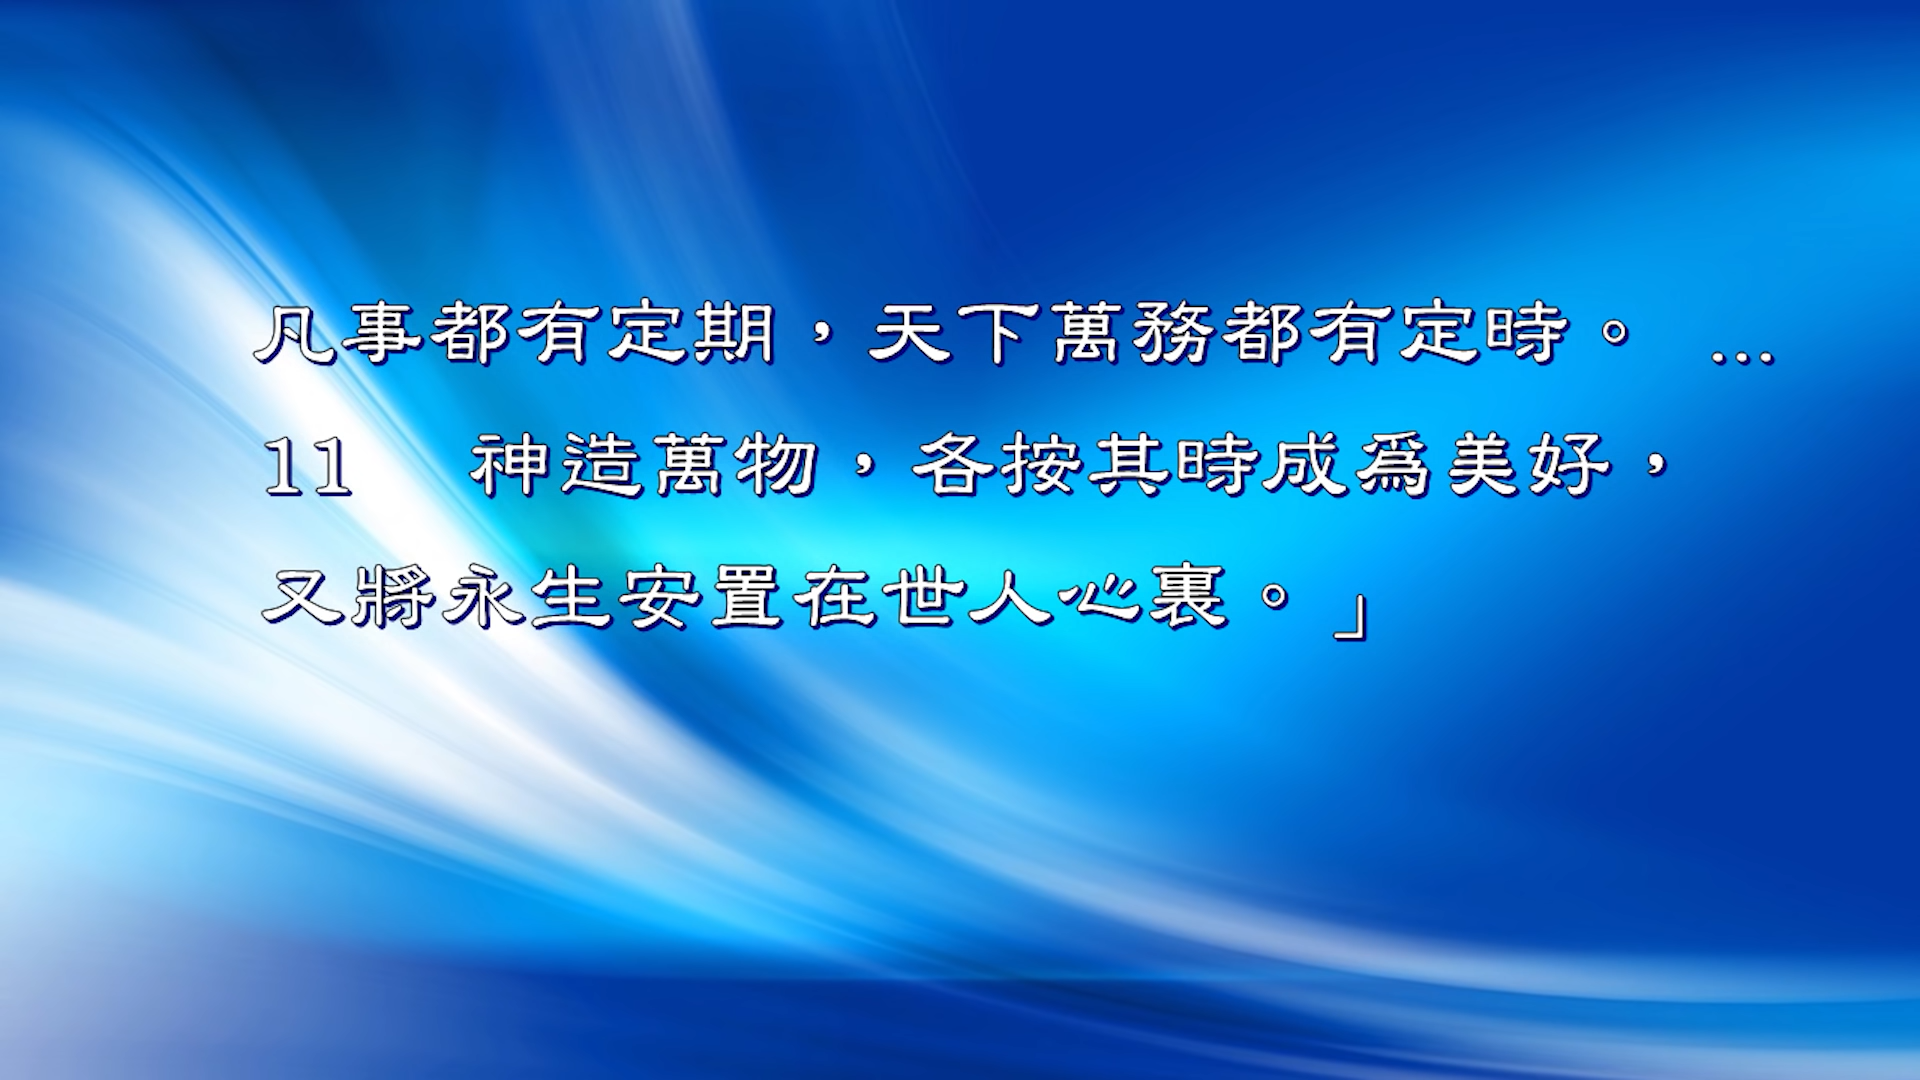 凡事都有定期，天下萬務都有定時。 ...
11 神造萬物，各按其時成爲美好，
又將永生安置在世人心裏。」